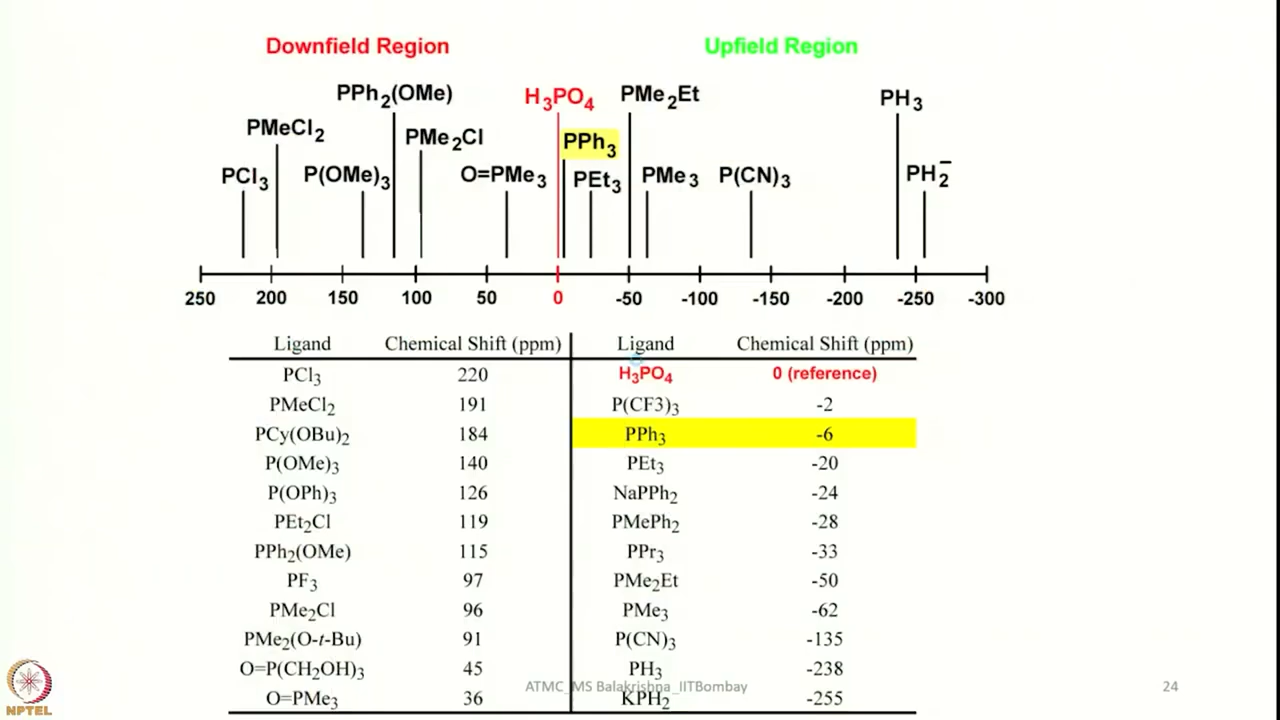 Downfield Region Upfield Region
PPh2(OMe) H3PO4 PMe2Et PH3
PMeCl2 PMe2Cl PPh3
PCl3 P(OMe)3 O=PMe3 PEt3 PMe3 P(CN)3 PH2−
250 200 150 100 50 0 -50 -100 -150 -200 -250 -300
Ligand Chemical Shift (ppm) Ligand Chemical Shift (ppm)
PCl3 220 H3PO4 0 (reference)
PMeCl2 191 P(CF3)3 -2
PCy(OBu)2 184 PPh3 -6
P(OMe)3 140 PEt3 -20
P(OPh)3 126 NaPPh2 -24
PEt2Cl 119 PMePh2 -28
PPh2(OMe) 115 PPr3 -33
PF3 97 PMe2Et -50
PMe2Cl 96 PMe3 -62
PMe2(O-t-Bu) 91 P(CN)3 -135
O=P(CH2OH)3 45 PH3 -238
O=PMe3 36 KPH2 -255
ATMC_MS Balakrishna_IITBombay 24
NPTEL